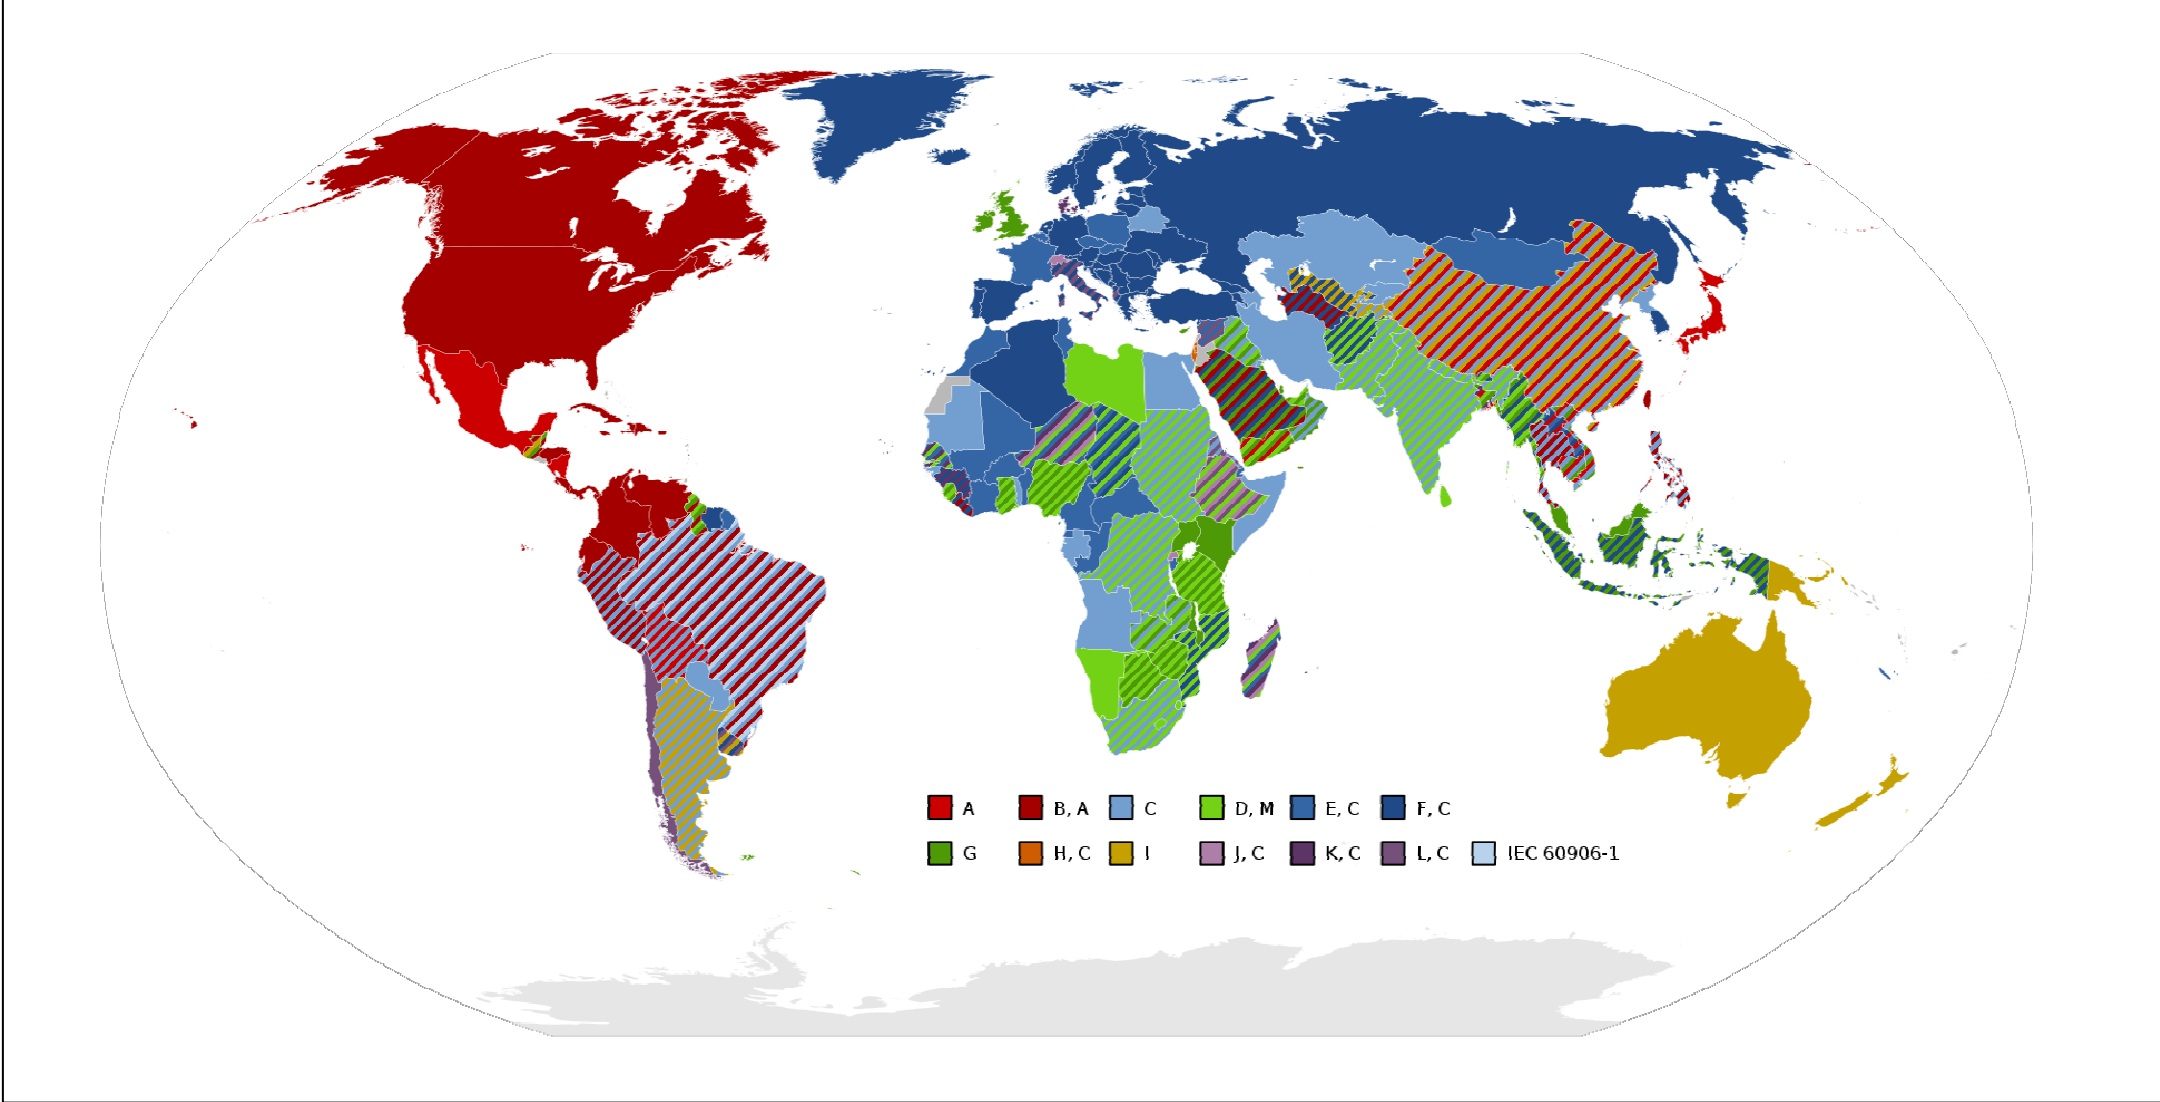 A B, A C D, M E, C F, C
G H, C I J, C K, C L, C IEC 60906-1